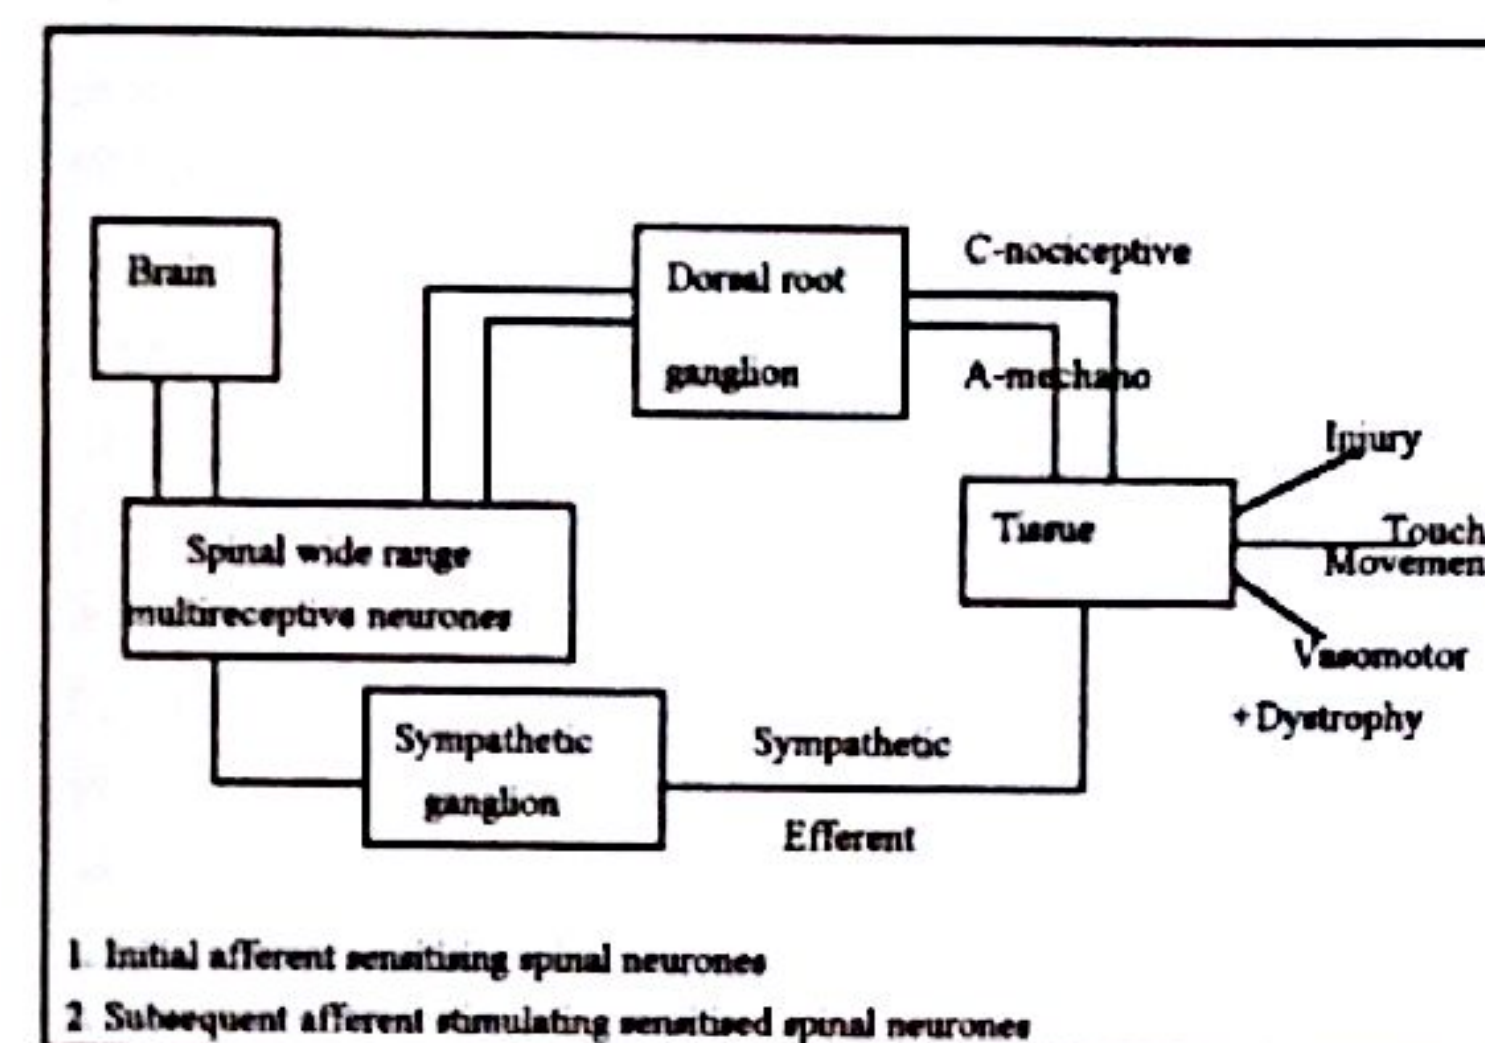 Brain
Dorsal root
ganglion
C-nociceptive
A-mechano
Injury
Tissue
Touch
Movemen
Vasomotor
+Dystrophy
Spinal wide range
multireceptive neurones
Sympathetic
ganglion
Sympathetic
Efferent
1. Initial afferent sensitising spinal neurones
2 Subsequent afferent stimulating sensitised spinal neurones